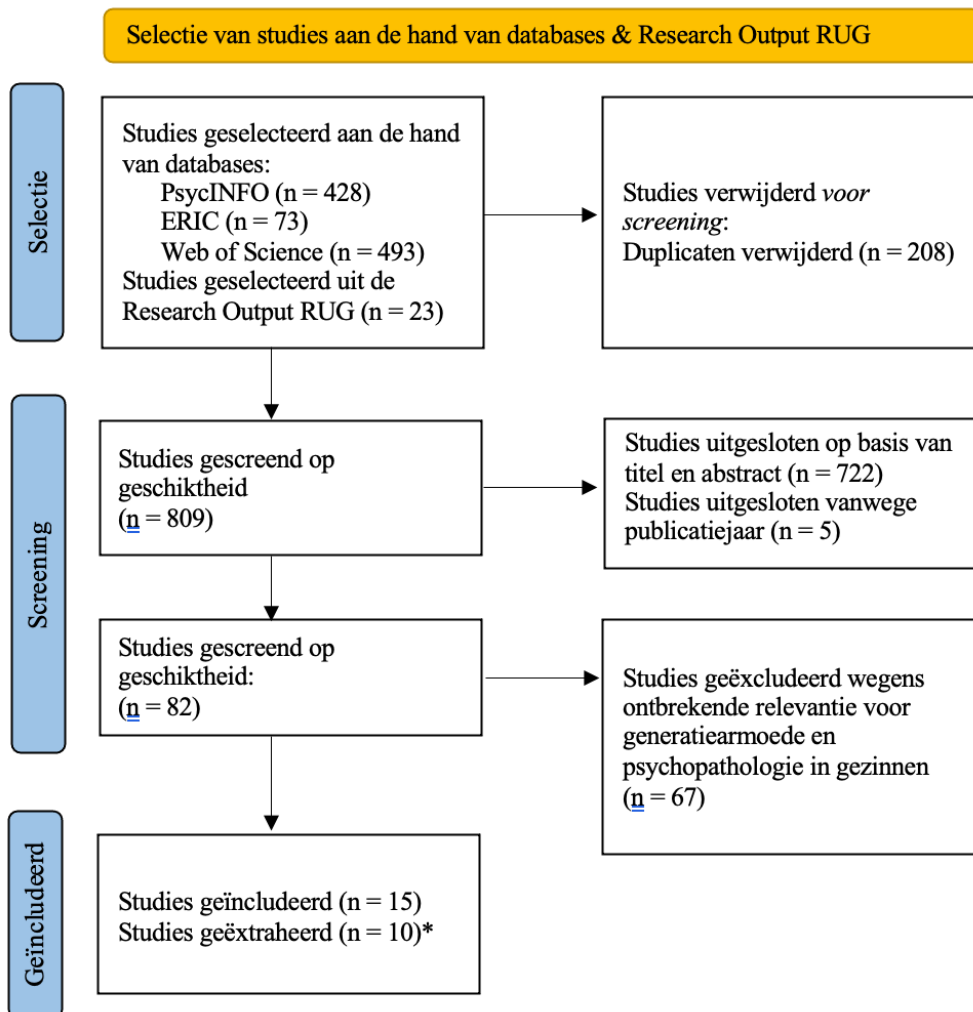 Selectie van studies aan de hand van databases & Research Output RUG
Selectie
Studies geselecteerd aan de hand
van databases:
PsycINFO (n = 428)
ERIC (n = 73)
Web of Science (n = 493)
Studies geselecteerd uit de
Research Output RUG (n = 23)
Studies verwijderd voor
screening:
Duplicaten verwijderd (n = 208)
Screening
Studies gescreend op
geschiktheid
(n = 809)
Studies uitgesloten op basis van
titel en abstract (n = 722)
Studies uitgesloten vanwege
publicatiejaar (n = 5)
Studies gescreend op
geschiktheid:
(n = 82)
Studies geëxcludeerd wegens
ontbrekende relevantie voor
generatiearmoede en
psychopathologie in gezinnen
(n = 67)
Geïncludeerd
Studies geïncludeerd (n = 15)
Studies geëxtraheerd (n = 10)*